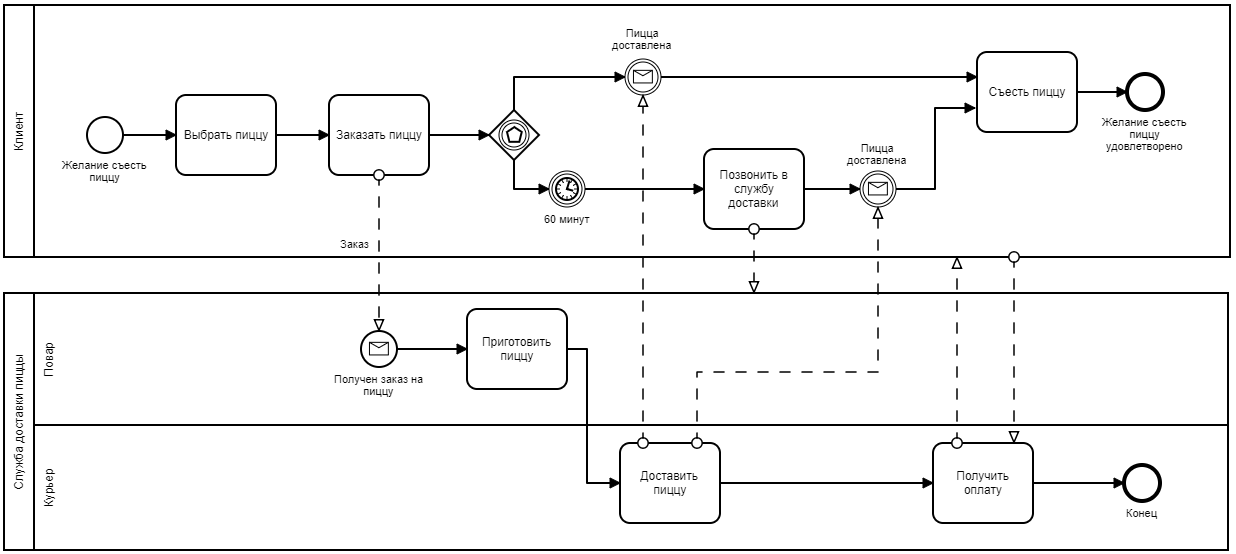 Клиент
Желание съесть
пиццу
Выбрать пиццу
Заказать пиццу
Заказ
Пицца
доставлена
60 минут
Позвонить в
службу
доставки
Пицца
доставлена
Съесть пиццу
Желание съесть
пиццу
удовлетворено
Служба доставки пиццы
Повар
Получен заказ на
пиццу
Приготовить
пиццу
Курьер
Доставить
пиццу
Получить
оплату
Конец